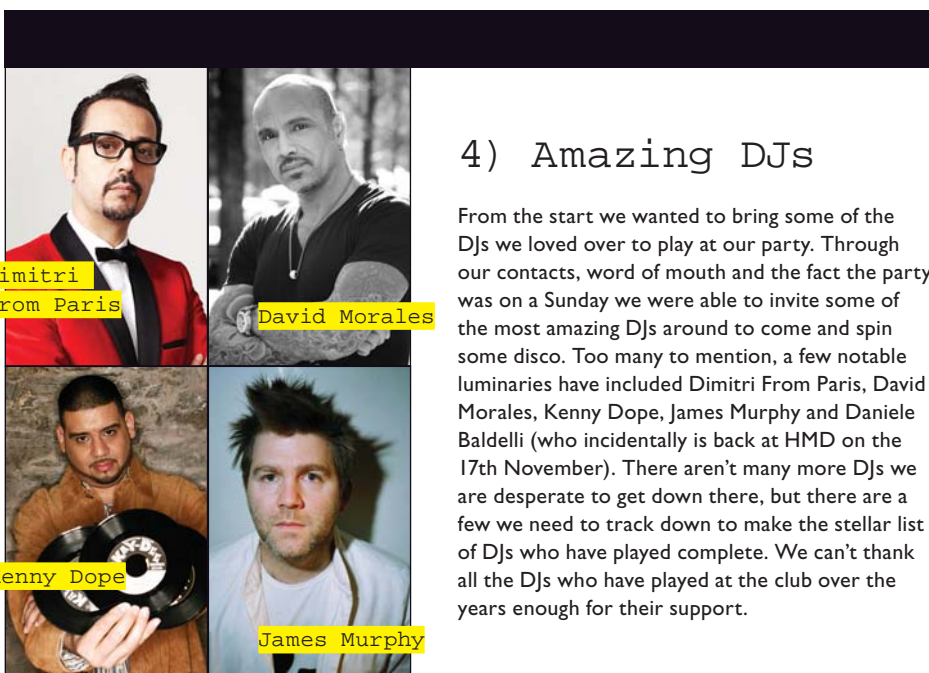 imitri
rom Paris
David Morales
enny Dope
James Murphy
4) Amazing DJs
From the start we wanted to bring some of the
DJs we loved over to play at our party. Through
our contacts, word of mouth and the fact the party
was on a Sunday we were able to invite some of
the most amazing DJs around to come and spin
some disco. Too many to mention, a few notable
luminaries have included Dimitri From Paris, David
Morales, Kenny Dope, James Murphy and Daniele
Baldelli (who incidentally is back at HMD on the
17th November). There aren't many more DJs we
are desperate to get down there, but there are a
few we need to track down to make the stellar list
of DJs who have played complete. We can't thank
all the DJs who have played at the club over the
years enough for their support.